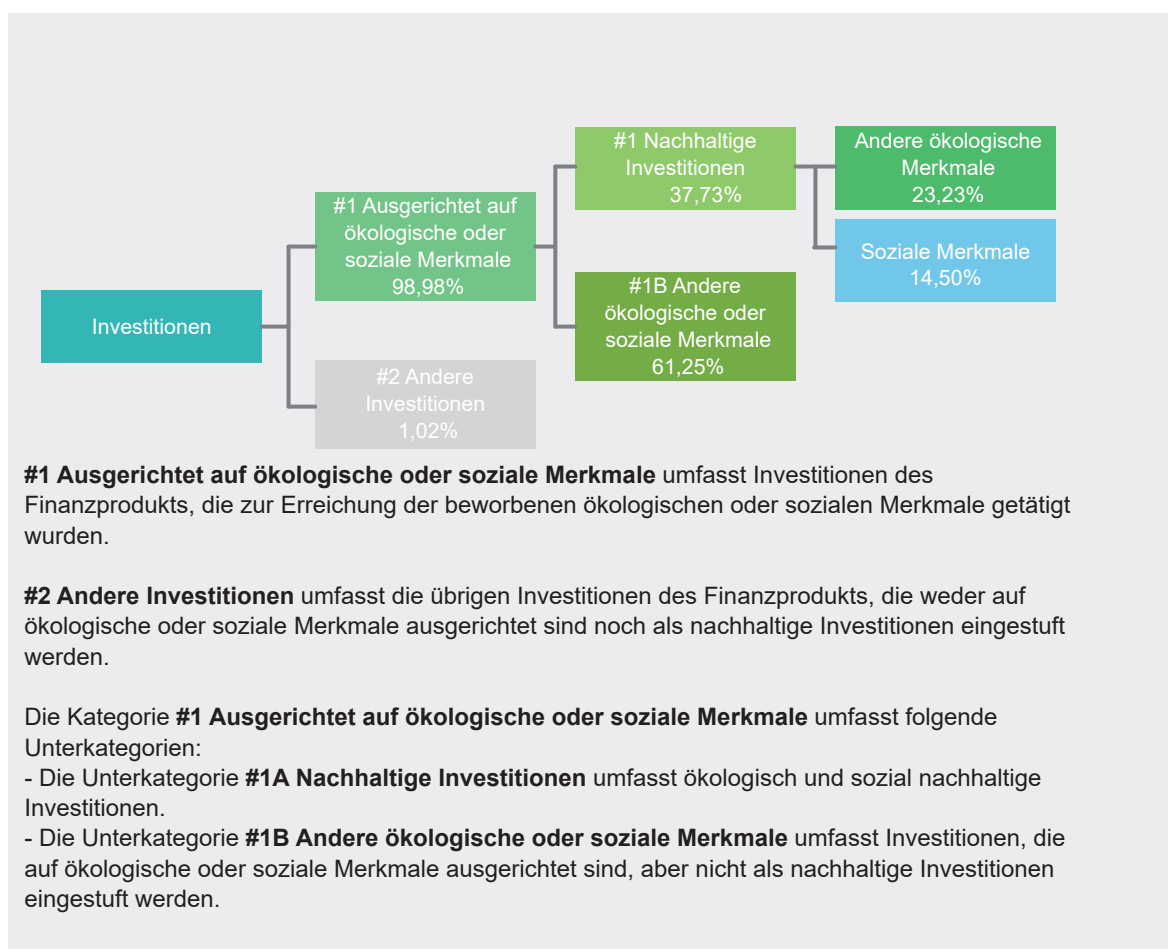 #1 Nachhaltige
Investitionen
37,73%
Andere ökologische
Merkmale
23,23%
#1 Ausgerichtet auf
ökologische oder
soziale Merkmale
98,98%
Soziale Merkmale
14,50%
#1B Andere
ökologische oder
soziale Merkmale
61,25%
Investitionen
#2 Andere
Investitionen
1,02%
#1 Ausgerichtet auf ökologische oder soziale Merkmale umfasst Investitionen des
Finanzprodukts, die zur Erreichung der beworbenen ökologischen oder sozialen Merkmale getätigt
wurden.
#2 Andere Investitionen umfasst die übrigen Investitionen des Finanzprodukts, die weder auf
ökologische oder soziale Merkmale ausgerichtet sind noch als nachhaltige Investitionen eingestuft
werden.
Die Kategorie #1 Ausgerichtet auf ökologische oder soziale Merkmale umfasst folgende
Unterkategorien:
- Die Unterkategorie #1A Nachhaltige Investitionen umfasst ökologisch und sozial nachhaltige
Investitionen.
- Die Unterkategorie #1B Andere ökologische oder soziale Merkmale umfasst Investitionen, die
auf ökologische oder soziale Merkmale ausgerichtet sind, aber nicht als nachhaltige Investitionen
eingestuft werden.